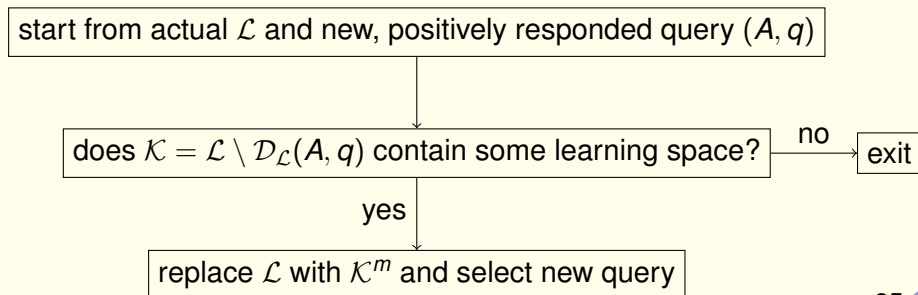 start from actual ℒ and new, positively responded query (A, q)
does 𝒦 = ℒ \ 𝒟_ℒ(A, q) contain some learning space?
no
exit
yes
replace ℒ with 𝒦^m and select new query